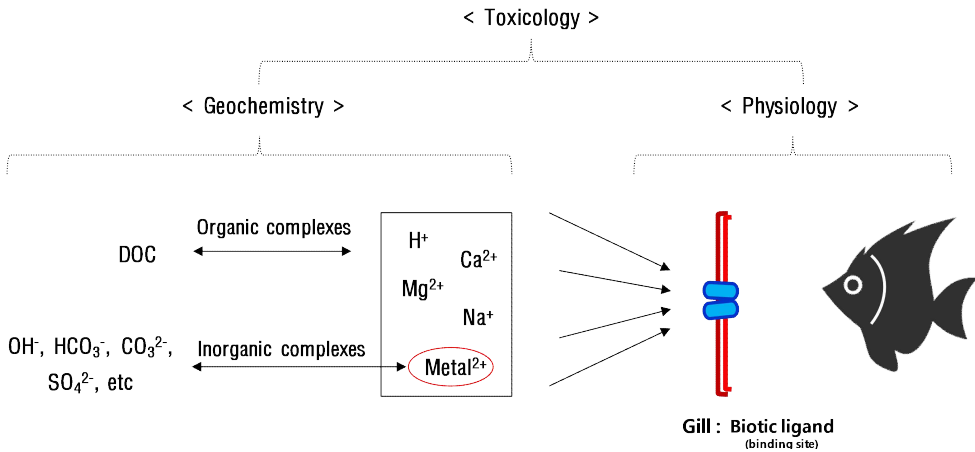 < Toxicology >
< Geochemistry >
< Physiology >
Organic complexes
DOC
H⁺
Ca²⁺
Mg²⁺
Na⁺
OH⁻, HCO₃⁻, CO₃²⁻,
SO₄²⁻, etc
Inorganic complexes
Metal²⁺
Gill : Biotic ligand
(binding site)